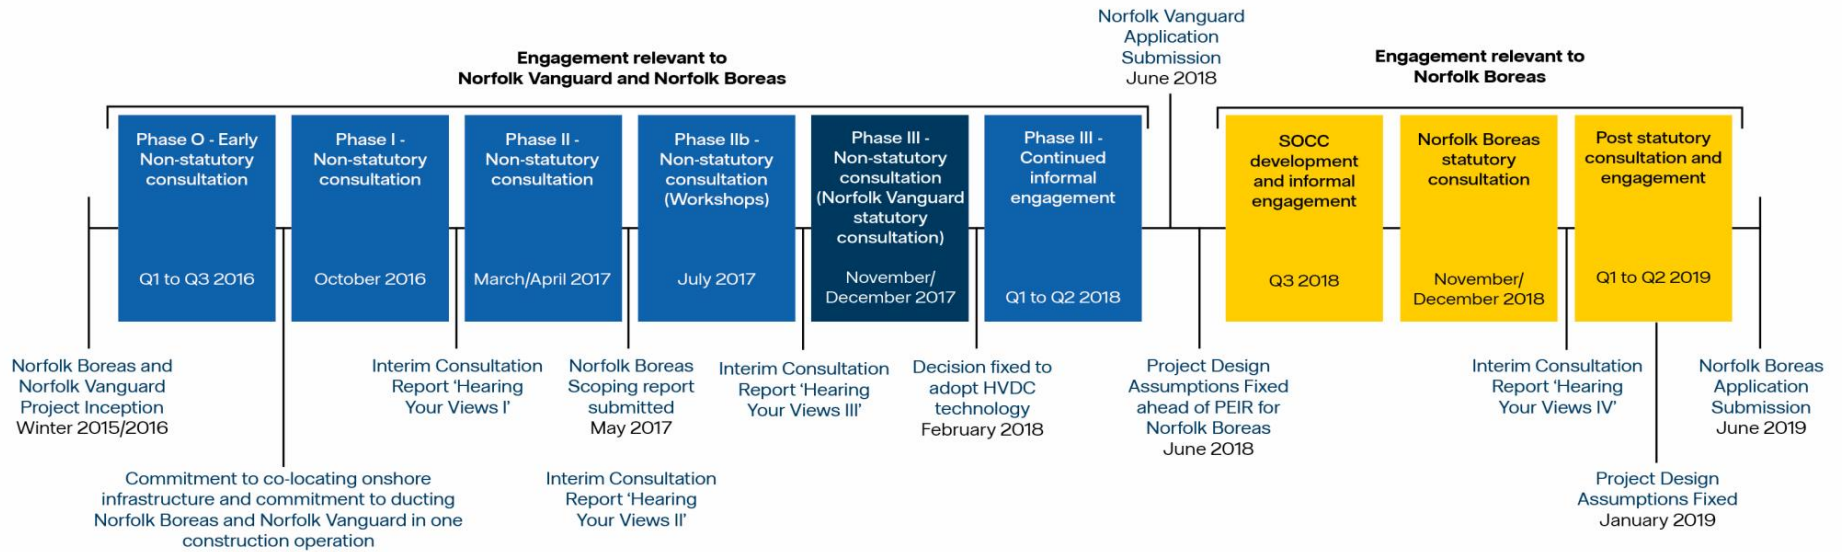 Norfolk Vanguard
Application
Submission
June 2018
Engagement relevant to
Norfolk Vanguard and Norfolk Boreas
Engagement relevant to
Norfolk Boreas
Phase O - Early
Non-statutory
consultation
Q1 to Q3 2016
Phase I -
Non-statutory
consultation
October 2016
Phase II -
Non-statutory
consultation
March/April 2017
Phase IIb -
Non-statutory
consultation
(Workshops)
July 2017
Phase III -
Non-statutory
consultation
(Norfolk Vanguard
statutory
consultation)
November/
December 2017
Phase III -
Continued
informal
engagement
Q1 to Q2 2018
SOCC
development
and informal
engagement
Q3 2018
Norfolk Boreas
statutory
consultation
November/
December 2018
Post statutory
consultation and
engagement
Q1 to Q2 2019
Norfolk Boreas and
Norfolk Vanguard
Project Inception
Winter 2015/2016
Commitment to co-locating onshore
infrastructure and commitment to ducting
Norfolk Boreas and Norfolk Vanguard in one
construction operation
Interim Consultation
Report ‘Hearing
Your Views I’
Norfolk Boreas
Scoping report
submitted
May 2017
Interim Consultation
Report ‘Hearing
Your Views II’
Interim Consultation
Report ‘Hearing
Your Views III’
Decision fixed to
adopt HVDC
technology
February 2018
Project Design
Assumptions Fixed
ahead of PEIR for
Norfolk Boreas
June 2018
Interim Consultation
Report ‘Hearing
Your Views IV’
Project Design
Assumptions Fixed
January 2019
Norfolk Boreas
Application
Submission
June 2019